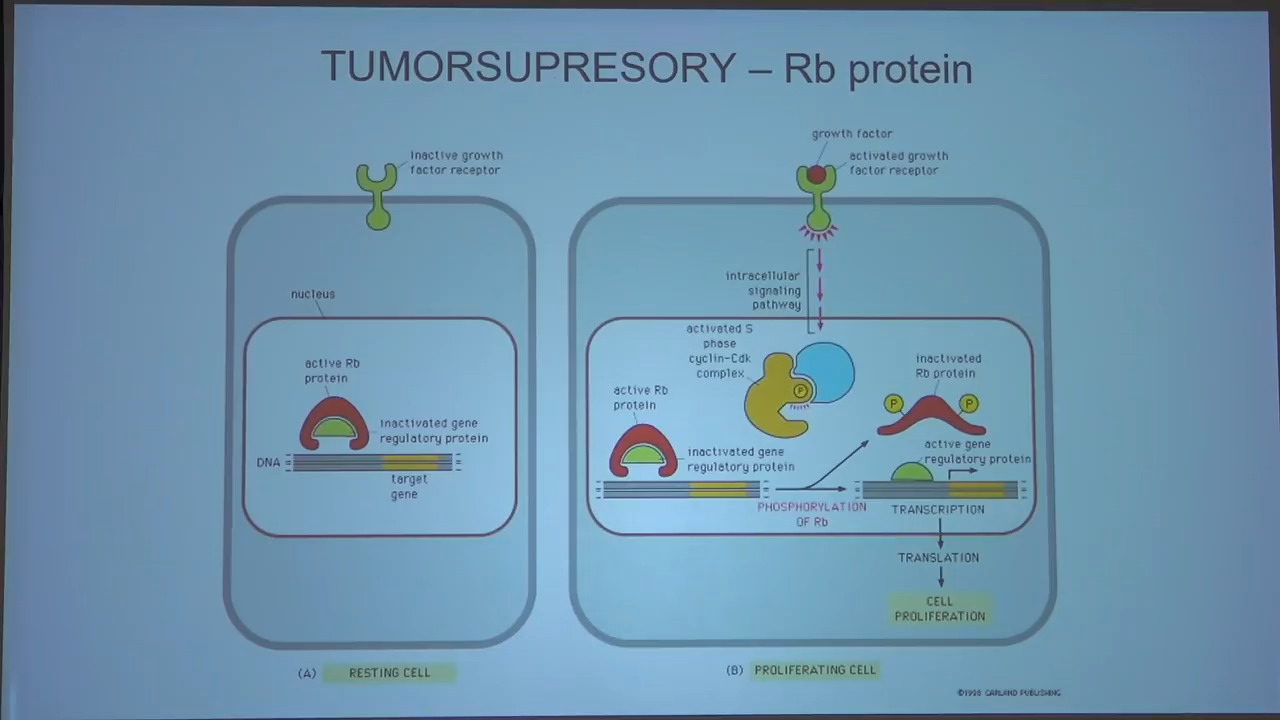 TUMORSUPRESORY – Rb protein
inactive growth
factor receptor
nucleus
active Rb
protein
inactivated gene
regulatory protein
DNA
target
gene
(A) RESTING CELL
growth factor
activated growth
factor receptor
intracellular
signaling
pathway
activated S
phase
cyclin-Cdk
complex
P
active Rb
protein
inactivated gene
regulatory protein
PHOSPHORYLATION
OF Rb
inactivated
Rb protein
P P
active gene
regulatory protein
TRANSCRIPTION
TRANSLATION
CELL
PROLIFERATION
(B) PROLIFERATING CELL
©1998 GARLAND PUBLISHING